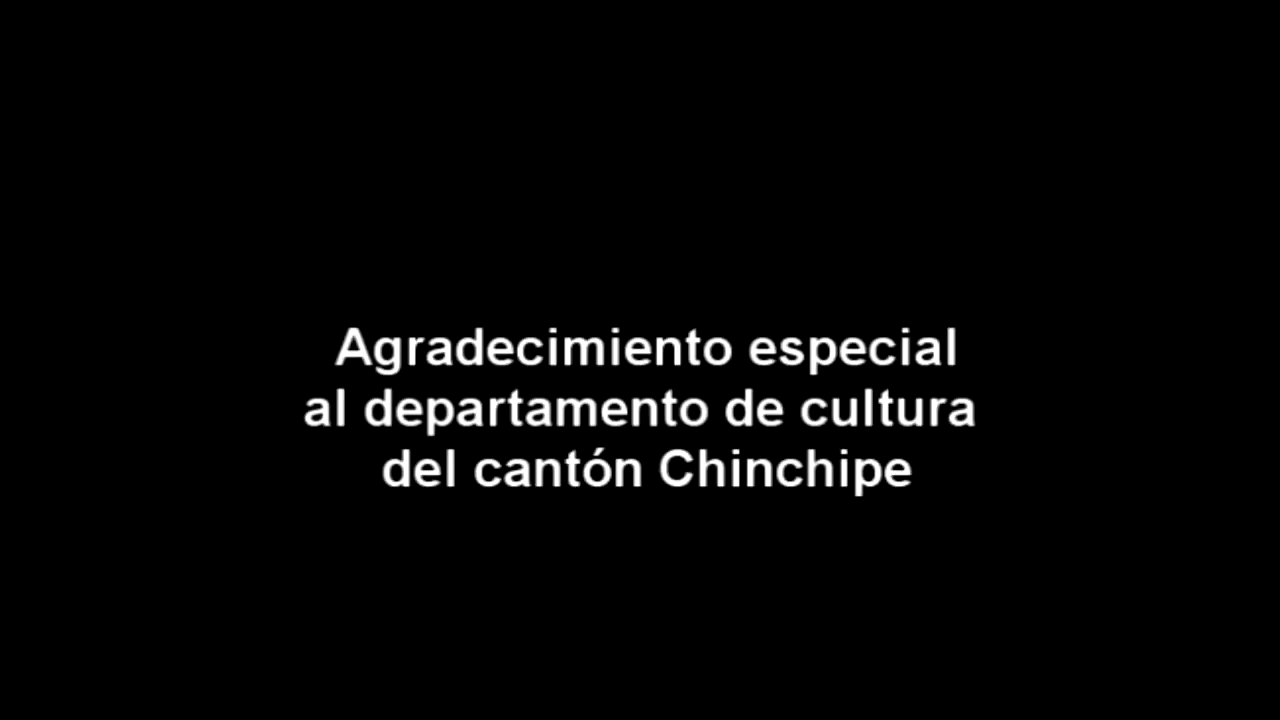 Agradecimiento especial
al departamento de cultura
del cantón Chinchipe